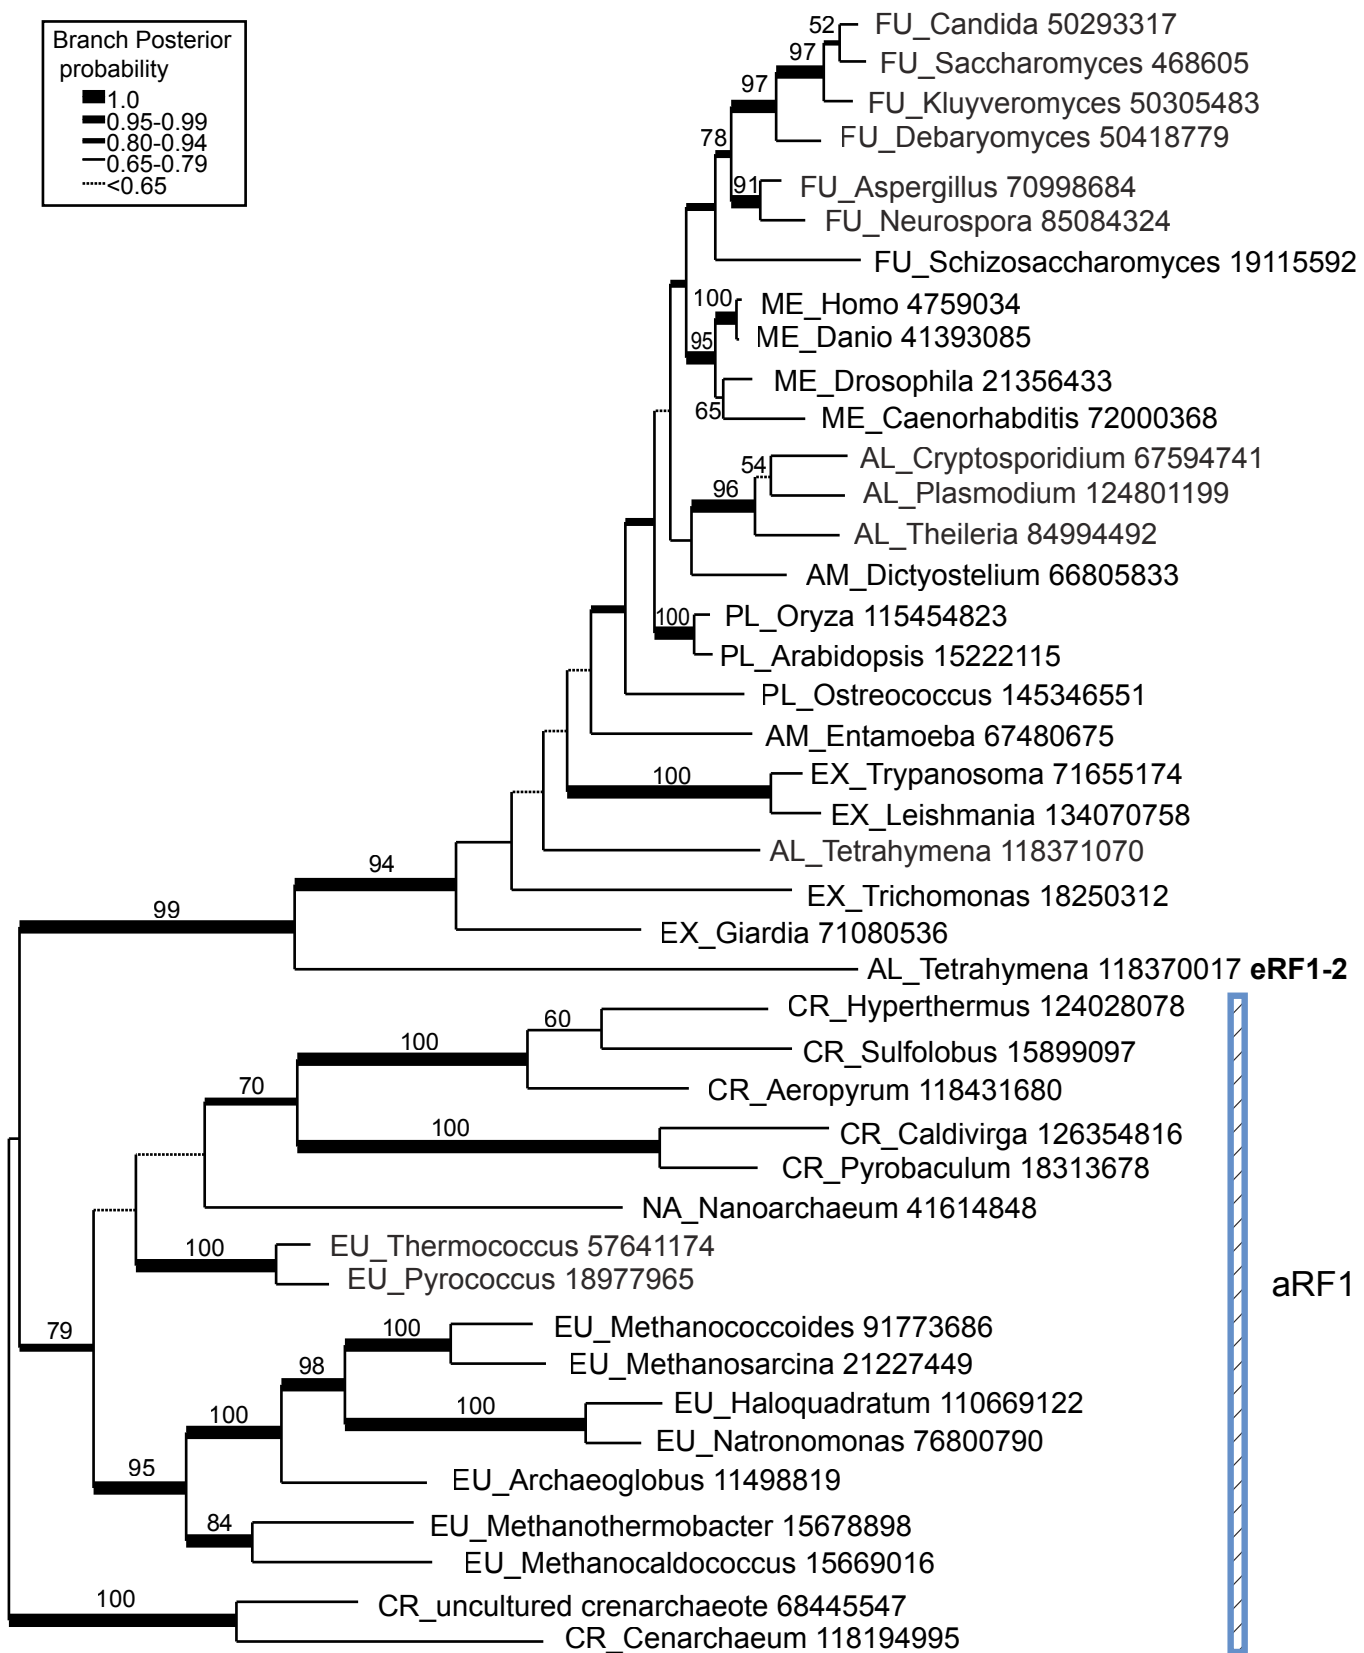 Branch Posterior
probability
1.0
0.95-0.99
0.80-0.94
0.65-0.79
<0.65
52
FU_Candida 50293317
97
FU_Saccharomyces 468605
97
FU_Kluyveromyces 50305483
78
FU_Debaryomyces 50418779
91
FU_Aspergillus 70998684
FU_Neurospora 85084324
FU_Schizosaccharomyces 19115592
100
ME_Homo 4759034
95
ME_Danio 41393085
ME_Drosophila 21356433
65
ME_Caenorhabditis 72000368
54
AL_Cryptosporidium 67594741
96
AL_Plasmodium 124801199
AL_Theileria 84994492
AM_Dictyostelium 66805833
100
PL_Oryza 115454823
PL_Arabidopsis 15222115
PL_Ostreococcus 145346551
AM_Entamoeba 67480675
100
EX_Trypanosoma 71655174
EX_Leishmania 134070758
AL_Tetrahymena 118371070
94
EX_Trichomonas 18250312
99
EX_Giardia 71080536
AL_Tetrahymena 118370017 eRF1-2
60
CR_Hyperthermus 124028078
100
CR_Sulfolobus 15899097
70
CR_Aeropyrum 118431680
100
CR_Caldivirga 126354816
CR_Pyrobaculum 18313678
NA_Nanoarchaeum 41614848
100
EU_Thermococcus 57641174
EU_Pyrococcus 18977965
aRF1
79
100
EU_Methanococcoides 91773686
98
EU_Methanosarcina 21227449
100
EU_Haloquadratum 110669122
100
EU_Natronomonas 76800790
95
EU_Archaeoglobus 11498819
84
EU_Methanothermobacter 15678898
EU_Methanocaldococcus 15669016
100
CR_uncultured crenarchaeote 68445547
CR_Cenarchaeum 118194995